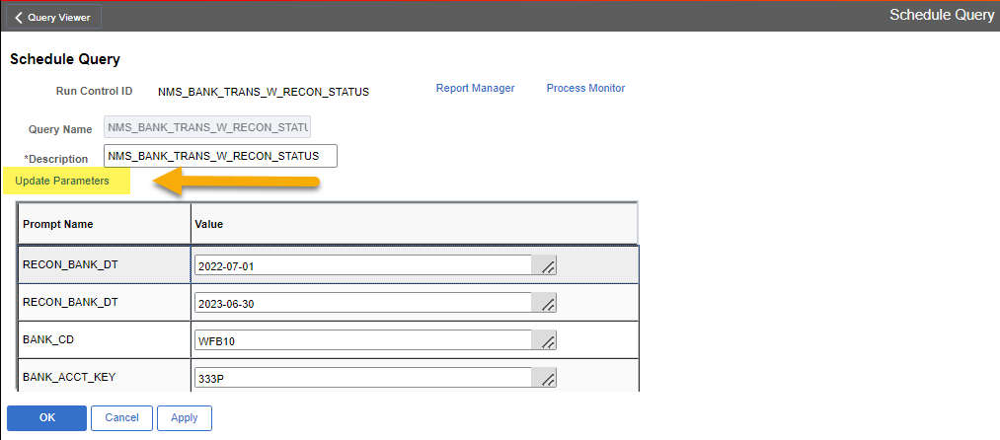 Query Viewer
Schedule Query
Schedule Query
Run Control ID NMS_BANK_TRANS_W_RECON_STATUS Report Manager Process Monitor
Query Name NMS_BANK_TRANS_W_RECON_STATU
*Description NMS_BANK_TRANS_W_RECON_STATUS
Update Parameters
Prompt Name Value
RECON_BANK_DT 2022-07-01
RECON_BANK_DT 2023-06-30
BANK_CD WFB10
BANK_ACCT_KEY 333P
OK Cancel Apply